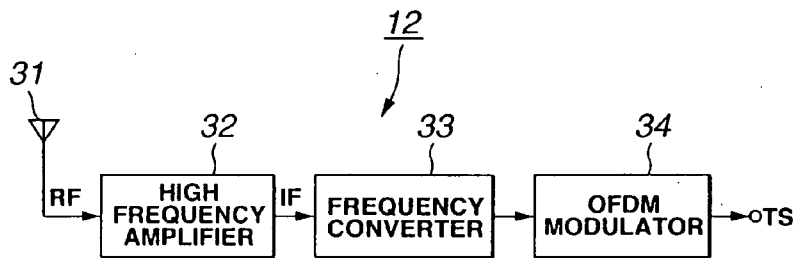 12
31
32
33
34
RF
HIGH
FREQUENCY
AMPLIFIER
IF
FREQUENCY
CONVERTER
OFDM
MODULATOR
TS